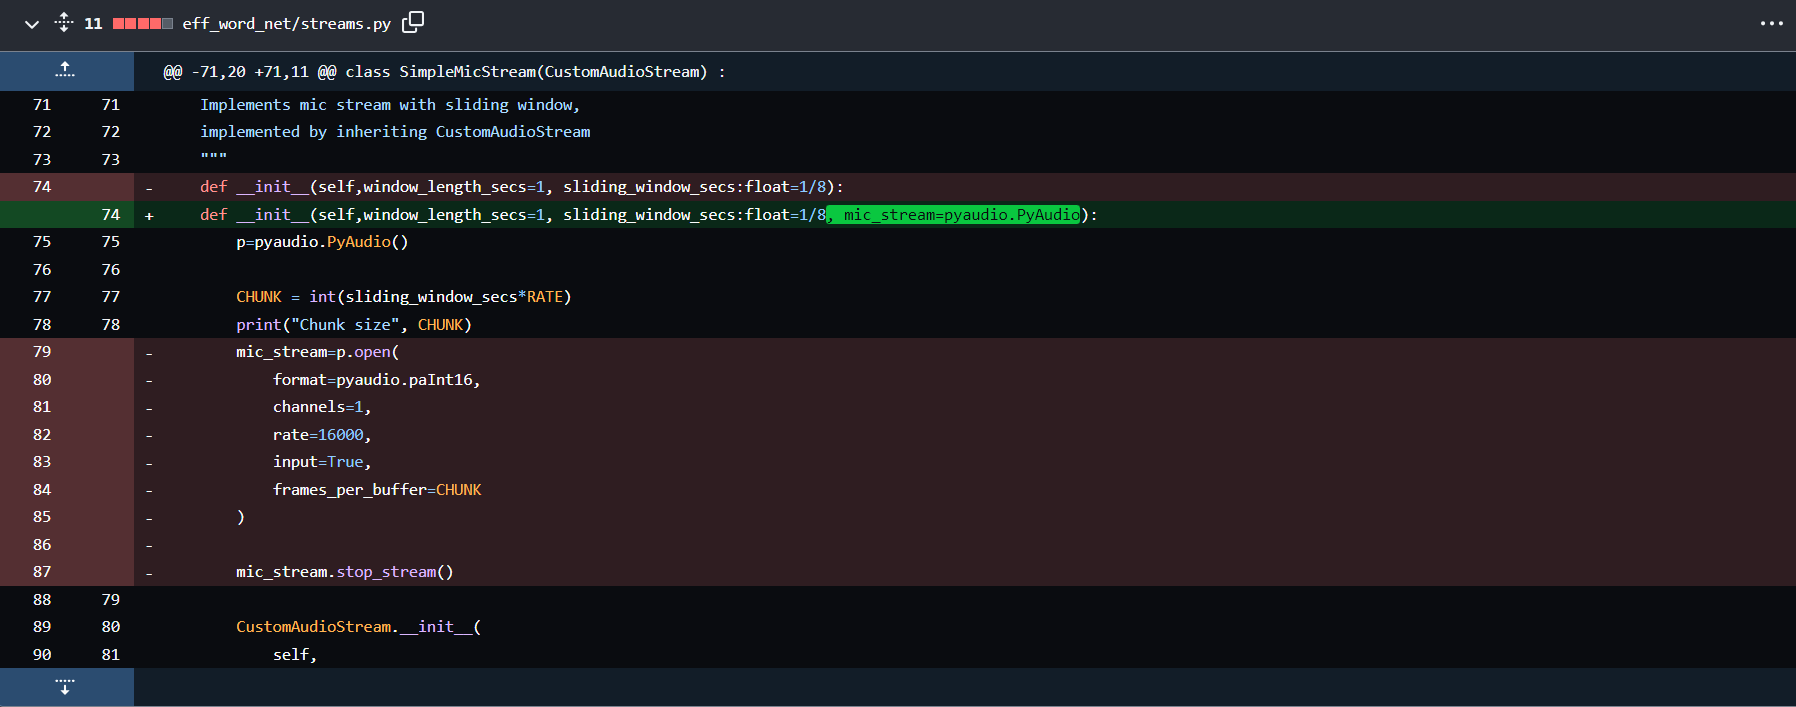 11 eff_word_net/streams.py
@@ -71,20 +71,11 @@ class SimpleMicStream(CustomAudioStream) :
71 71 Implements mic stream with sliding window,
72 72 implemented by inheriting CustomAudioStream
73 73 """
74 - def __init__(self,window_length_secs=1, sliding_window_secs:float=1/8):
74 + def __init__(self,window_length_secs=1, sliding_window_secs:float=1/8, mic_stream=pyaudio.PyAudio):
75 75 p=pyaudio.PyAudio()
76 76
77 77 CHUNK = int(sliding_window_secs*RATE)
78 78 print("Chunk size", CHUNK)
79 - mic_stream=p.open(
80 - format=pyaudio.paInt16,
81 - channels=1,
82 - rate=16000,
83 - input=True,
84 - frames_per_buffer=CHUNK
85 - )
86 -
87 - mic_stream.stop_stream()
88 79
89 80 CustomAudioStream.__init__(
90 81 self,